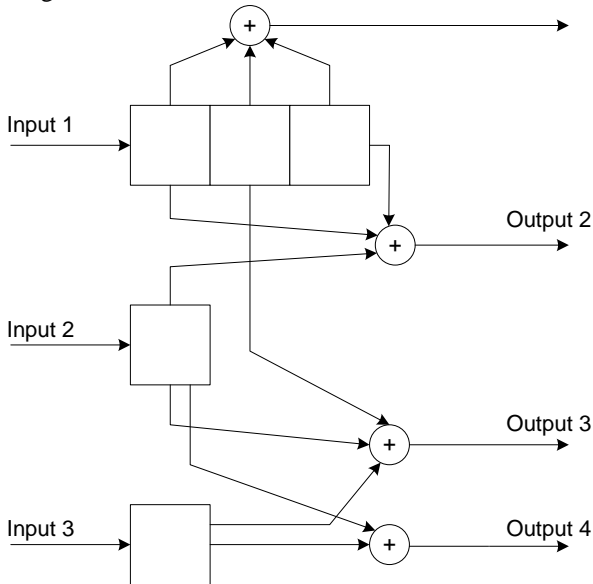 +
Input 1
Output 2
+
Input 2
Output 3
+
Input 3
Output 4
+